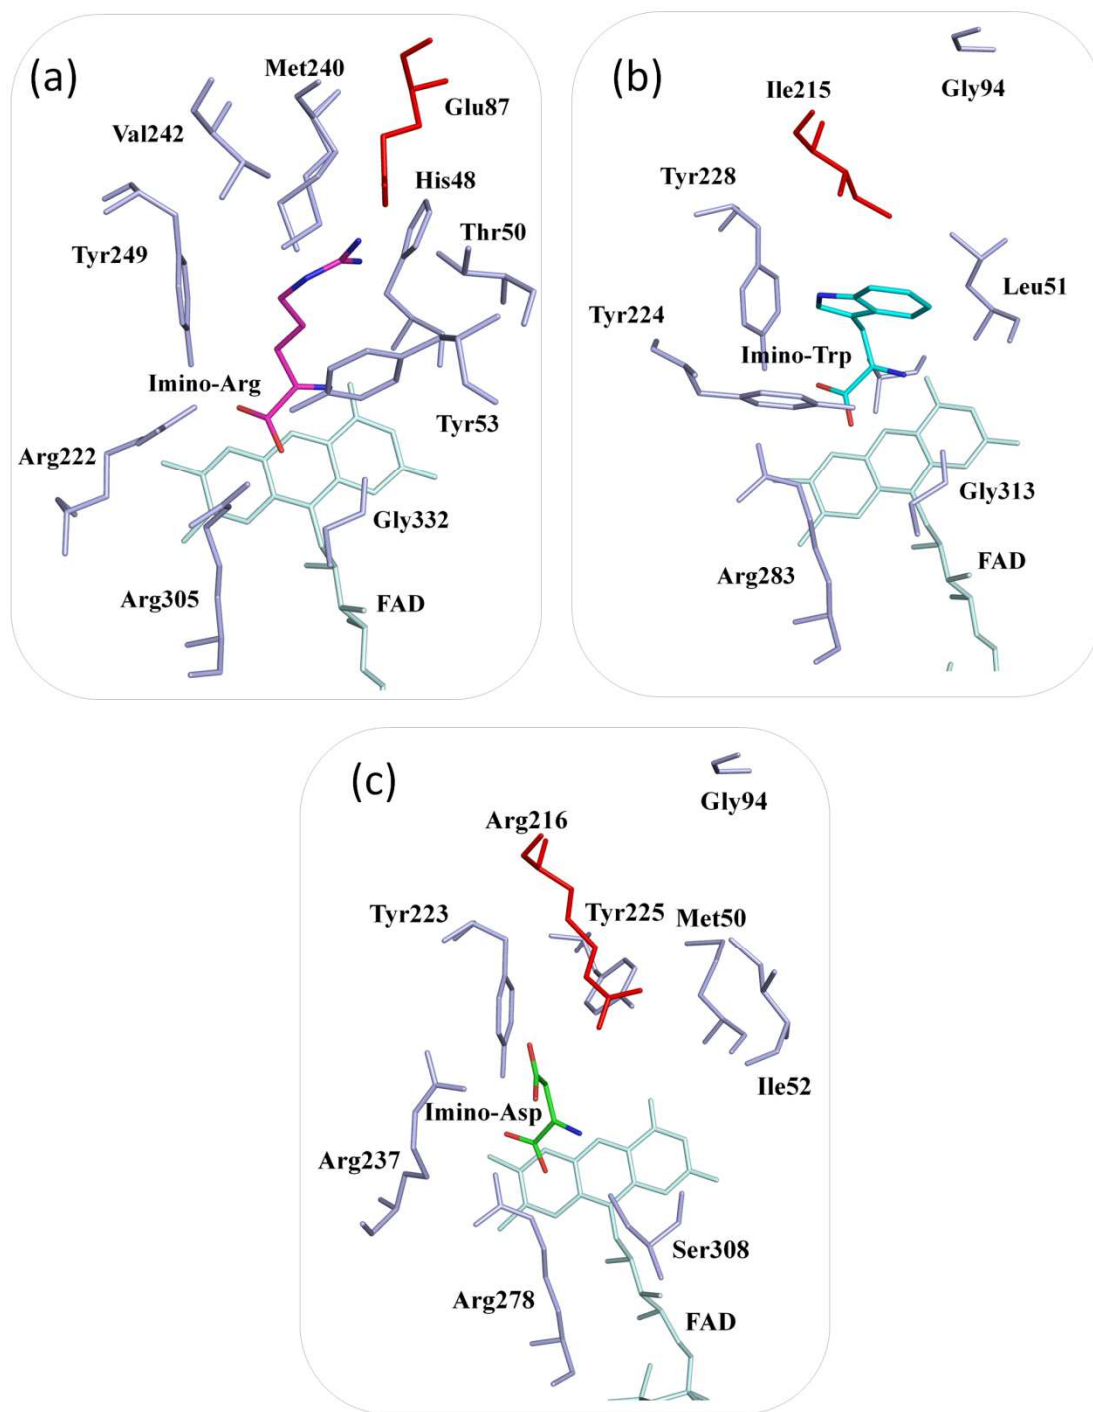 (a)
Met240
Glu87
Val242
His48
Thr50
Tyr249
Imino-Arg
Tyr53
Arg222
Gly332
Arg305
FAD
(b)
Gly94
Ile215
Tyr228
Leu51
Tyr224
Imino-Trp
Gly313
FAD
Arg283
(c)
Gly94
Arg216
Tyr223
Tyr225
Met50
Ile52
Imino-Asp
Arg237
Ser308
Arg278
FAD